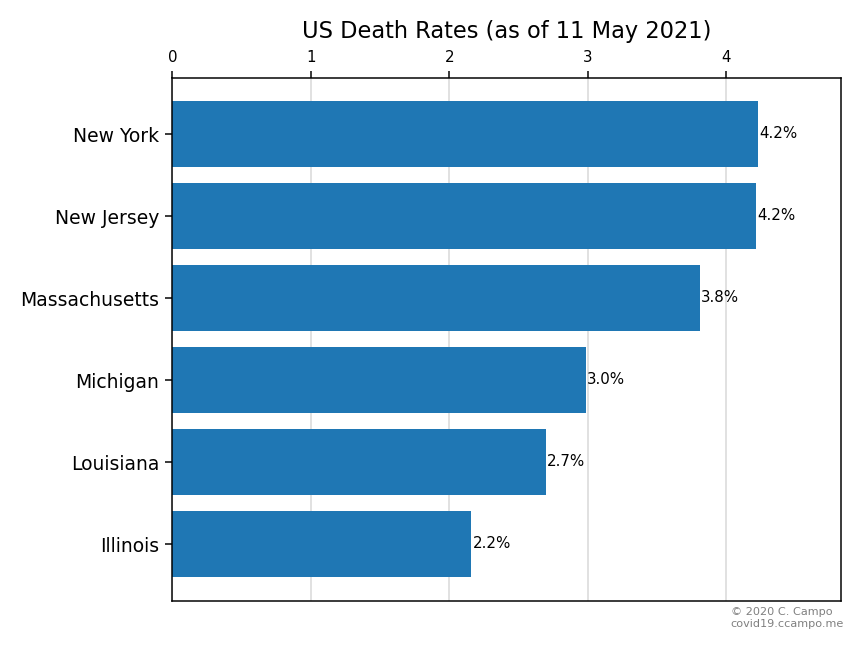 US Death Rates (as of 11 May 2021)
0 1 2 3 4
New York 4.2%
New Jersey 4.2%
Massachusetts 3.8%
Michigan 3.0%
Louisiana 2.7%
Illinois 2.2%
© 2020 C. Campo
covid19.ccampo.me